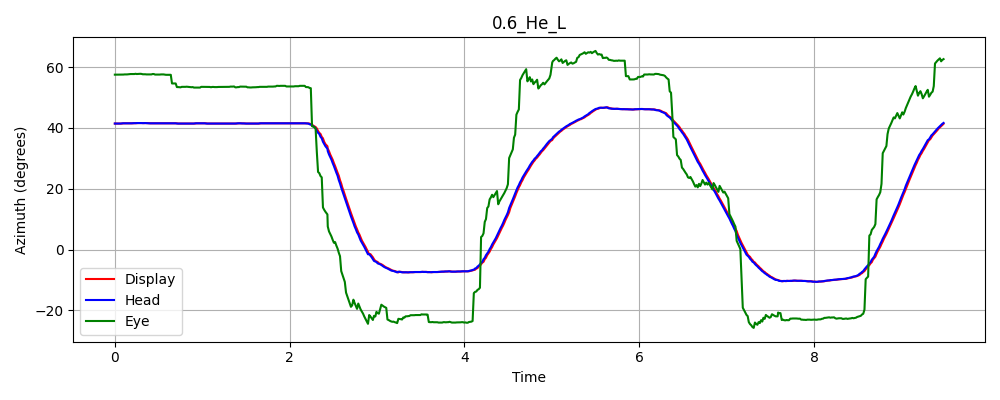 0.6_He_L
Azimuth (degrees)
60
40
20
0
−20
Display
Head
Eye
0 2 4 6 8
Time